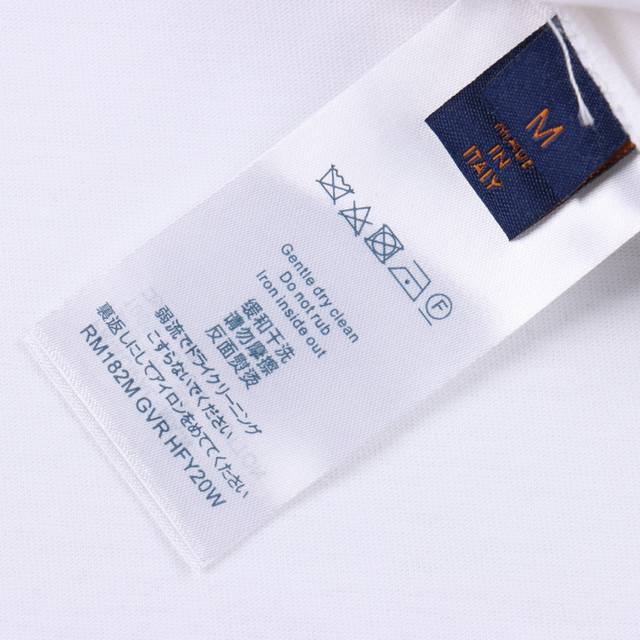 M
MADE
IN
ITALY
F
Gentle dry clean
Do not rub
Iron inside out
缓和干洗
请勿摩擦
反面熨烫
弱流でドライクリーニング
こすらないでください
裏返しにしてアイロンをめててください
RM182M GVR HFY20W